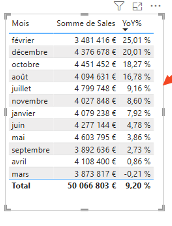 Mois Somme de Sales YoY%
février 3 481 416 € 25,01 %
décembre 4 376 678 € 20,01 %
octobre 4 451 452 € 18,27 %
août 4 094 631 € 16,78 %
juillet 4 799 748 € 9,16 %
novembre 4 027 848 € 8,60 %
janvier 4 079 238 € 7,92 %
juin 4 277 144 € 4,78 %
mai 4 603 795 € 3,86 %
septembre 3 892 636 € 2,73 %
avril 4 108 400 € 0,86 %
mars 3 873 817 € -0,21 %
Total 50 066 803 € 9,20 %